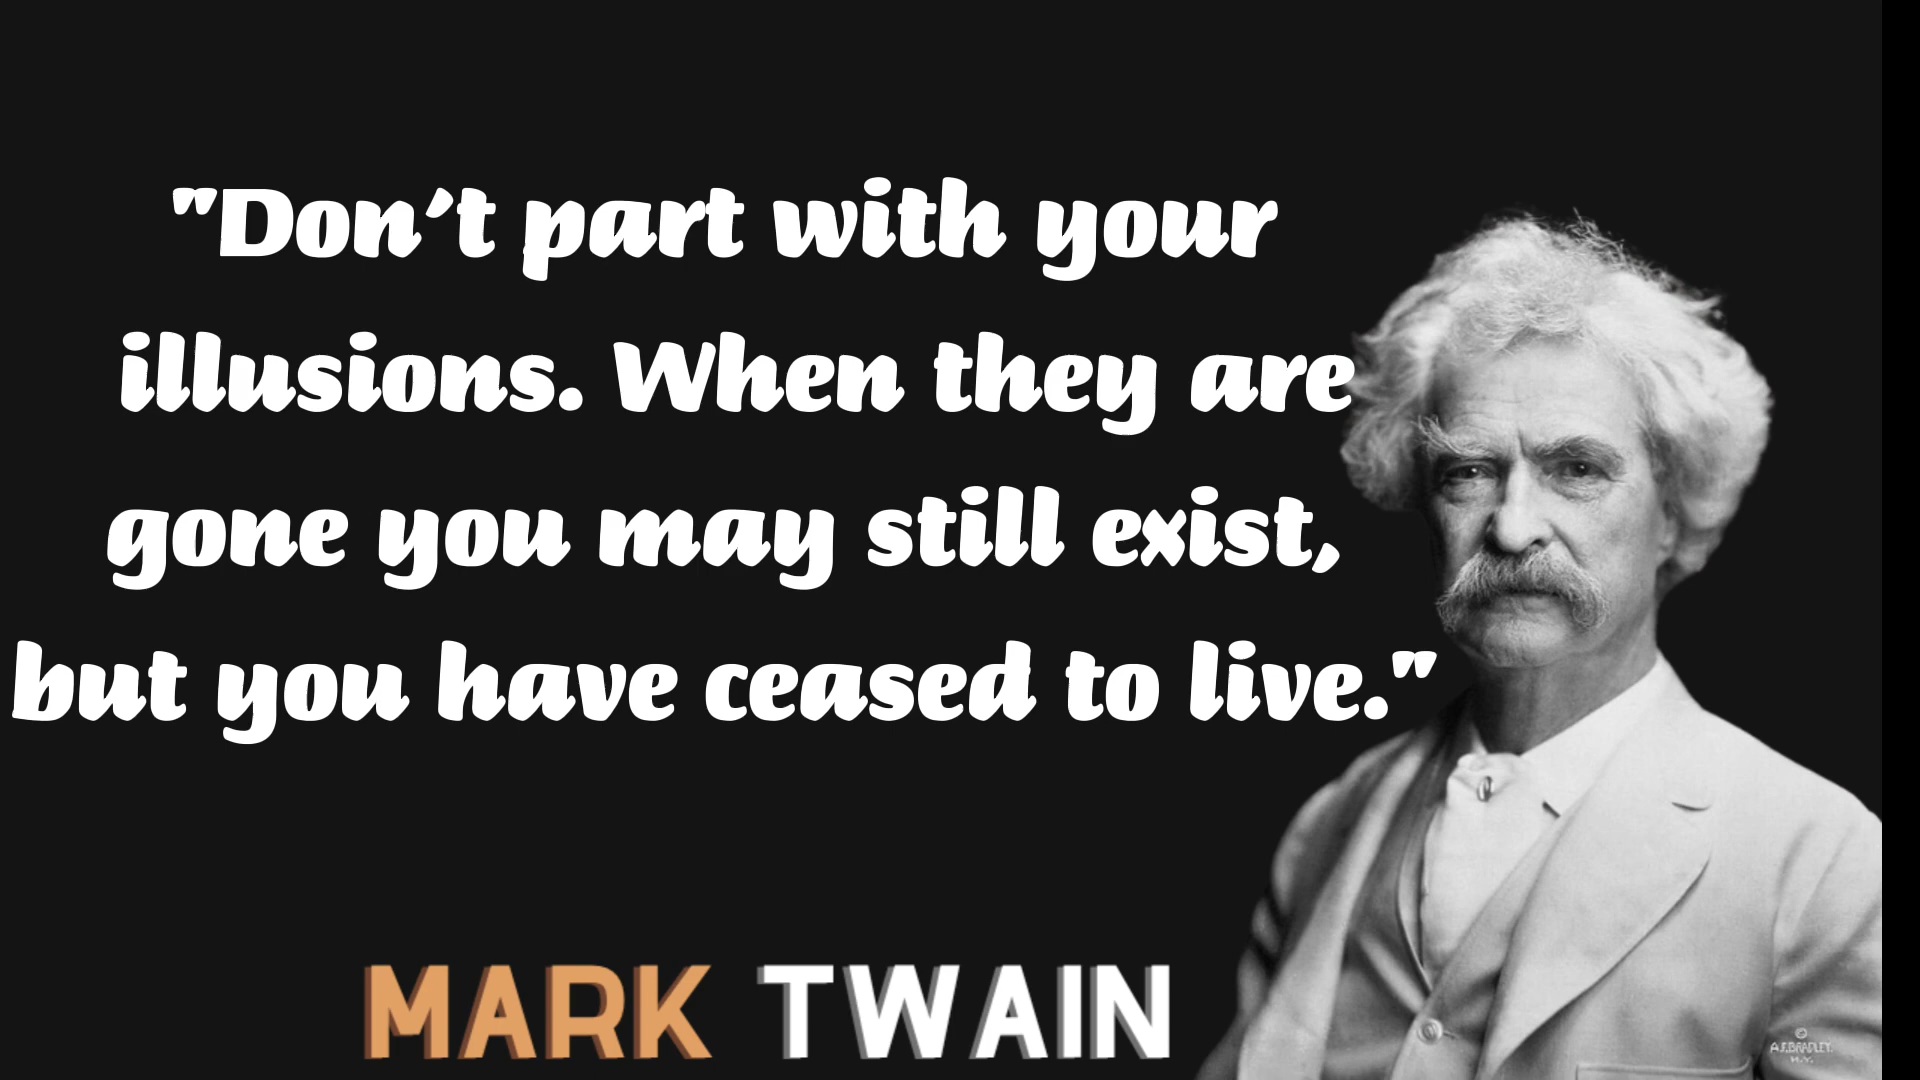 "Don't part with your
illusions. When they are
gone you may still exist,
but you have ceased to live."
MARK TWAIN
©
A.F.BRADLEY.
N.Y.